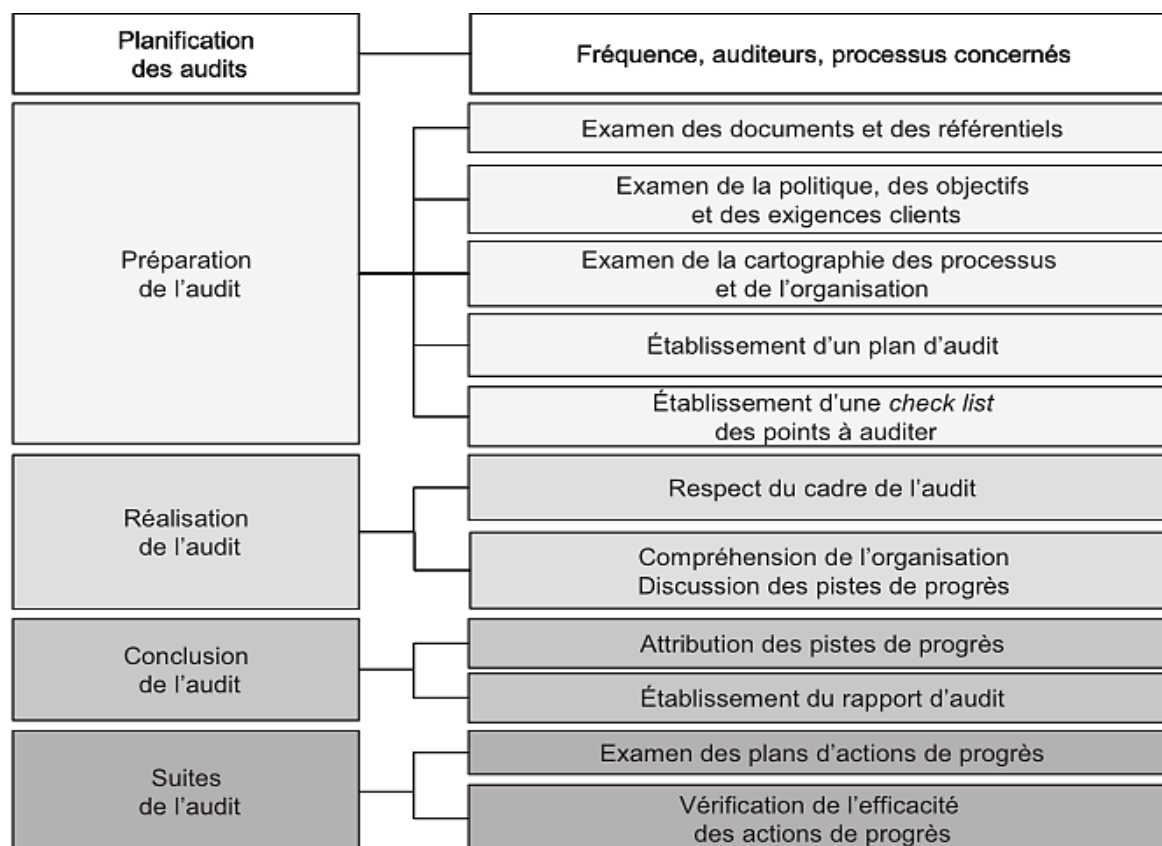 Planification
des audits
Fréquence, auditeurs, processus concernés
Préparation
de l'audit
Examen des documents et des référentiels
Examen de la politique, des objectifs
et des exigences clients
Examen de la cartographie des processus
et de l'organisation
Établissement d'un plan d'audit
Établissement d'une check list
des points à auditer
Réalisation
de l'audit
Respect du cadre de l'audit
Compréhension de l'organisation
Discussion des pistes de progrès
Conclusion
de l'audit
Attribution des pistes de progrès
Établissement du rapport d'audit
Suites
de l'audit
Examen des plans d'actions de progrès
Vérification de l'efficacité
des actions de progrès